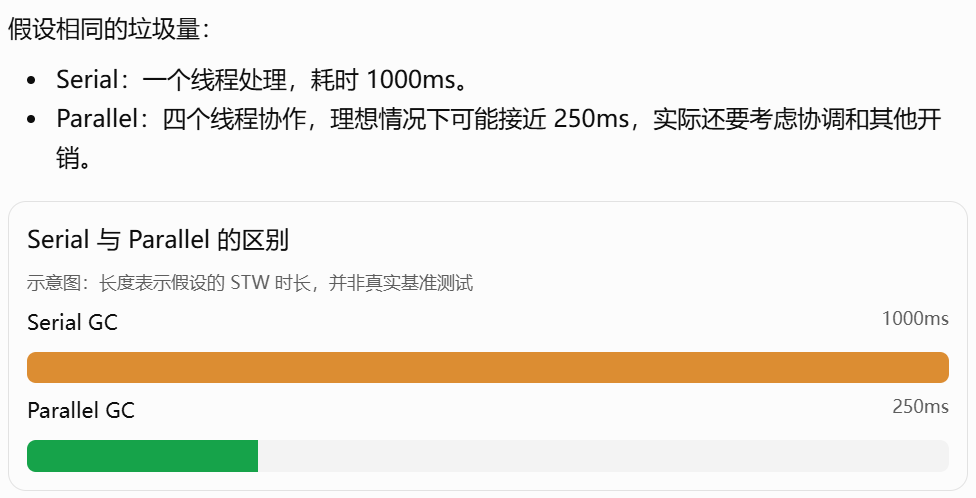 假设相同的垃圾量：
• Serial：一个线程处理，耗时 1000ms。
• Parallel：四个线程协作，理想情况下可能接近 250ms，实际还要考虑协调和其他开
销。
Serial 与 Parallel 的区别
示意图：长度表示假设的 STW 时长，并非真实基准测试
Serial GC
1000ms
Parallel GC
250ms